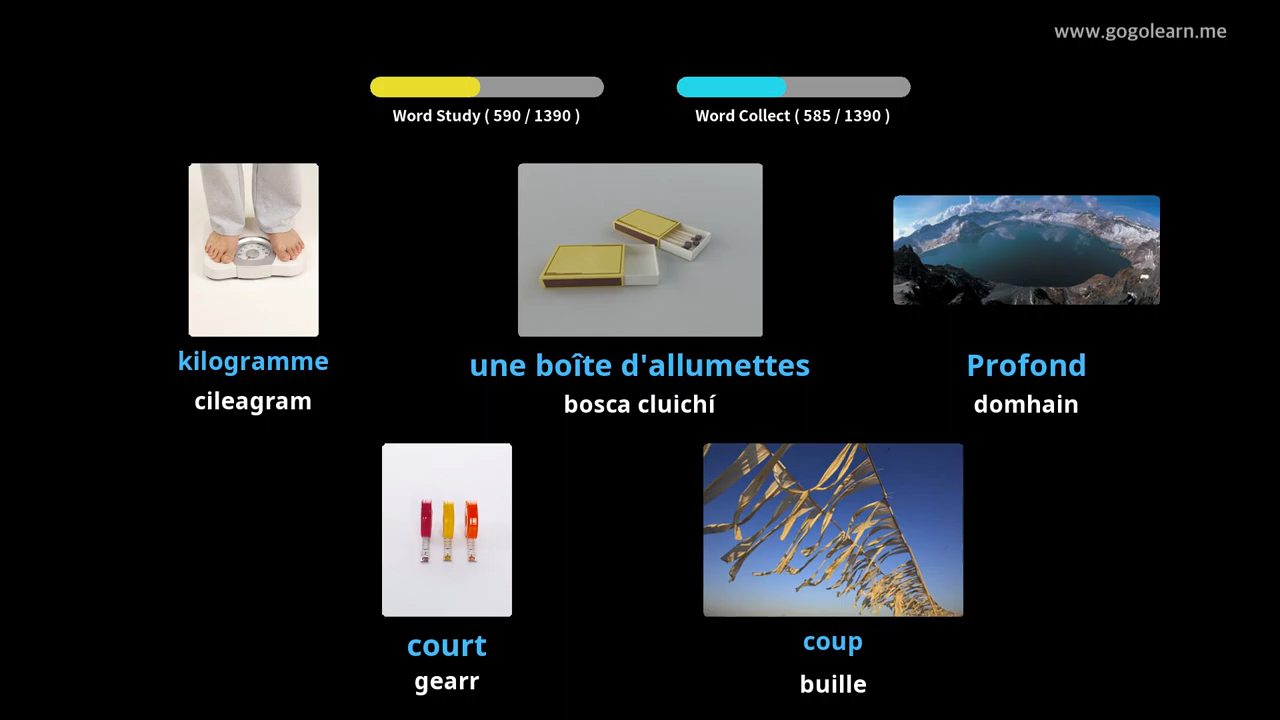 www.gogolearn.me
Word Study ( 590 / 1390 )
Word Collect ( 585 / 1390 )
kilogramme
cileagram
une boîte d'allumettes
bosca cluichí
Profond
domhain
court
gearr
coup
buille